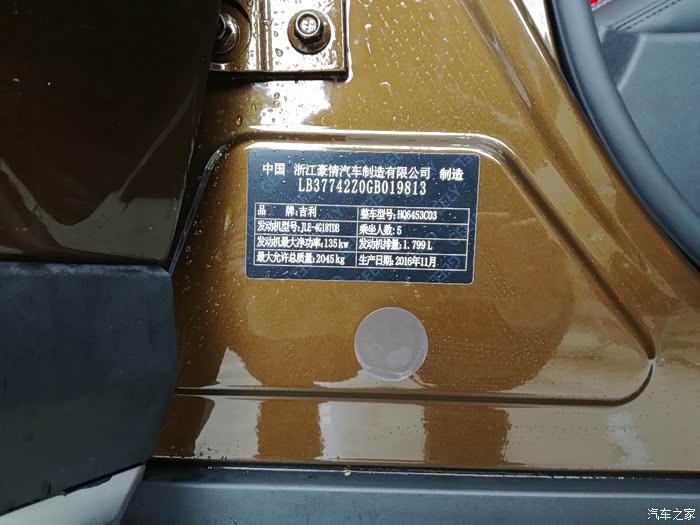 中国 浙江豪情汽车制造有限公司 制造
LB37742Z0GB019813
品牌:吉利 整车型号:HQ6453C03
发动机型号:JLE-4G18TDB 乘坐人数:5
发动机最大净功率:135kw 发动机排量:1.799 L
最大允许总质量:2045kg 生产日期:2016年11月
汽车之家